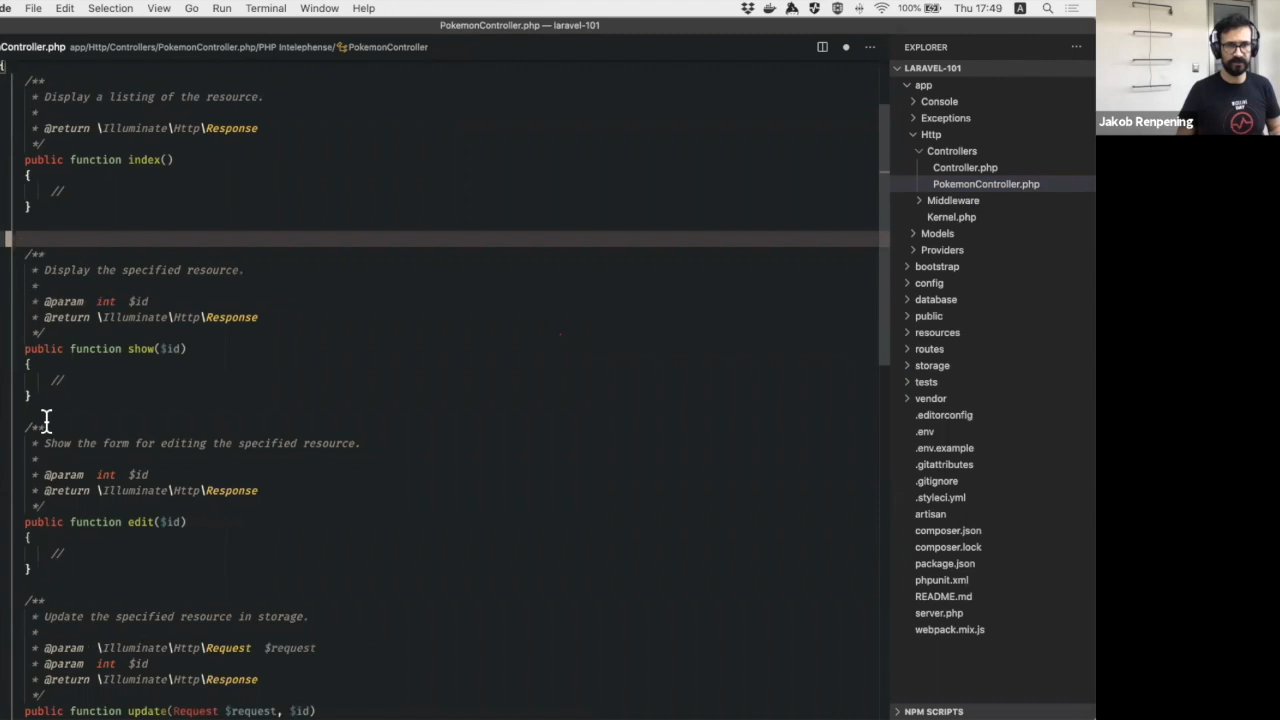 de File Edit Selection View Go Run Terminal Window Help 100% Thu 17:49 A
PokemonController.php — laravel-101
Controller.php app/Http/Controllers/PokemonController.php/PHP Intelephense/PokemonController
{
/**
* Display a listing of the resource.
*
* @return \Illuminate\Http\Response
*/
public function index()
{
//
}
/**
* Display the specified resource.
*
* @param int $id
* @return \Illuminate\Http\Response
*/
public function show($id)
{
//
}
/**
* Show the form for editing the specified resource.
*
* @param int $id
* @return \Illuminate\Http\Response
*/
public function edit($id)
{
//
}
/**
* Update the specified resource in storage.
*
* @param \Illuminate\Http\Request $request
* @param int $id
* @return \Illuminate\Http\Response
*/
public function update(Request $request, $id)
EXPLORER
LARAVEL-101
app
Console
Exceptions
Http
Controllers
Controller.php
PokemonController.php
Middleware
Kernel.php
Models
Providers
bootstrap
config
database
public
resources
routes
storage
tests
vendor
.editorconfig
.env
.env.example
.gitattributes
.gitignore
.styleci.yml
artisan
composer.json
composer.lock
package.json
phpunit.xml
README.md
server.php
webpack.mix.js
NPM SCRIPTS
Jakob Renpening